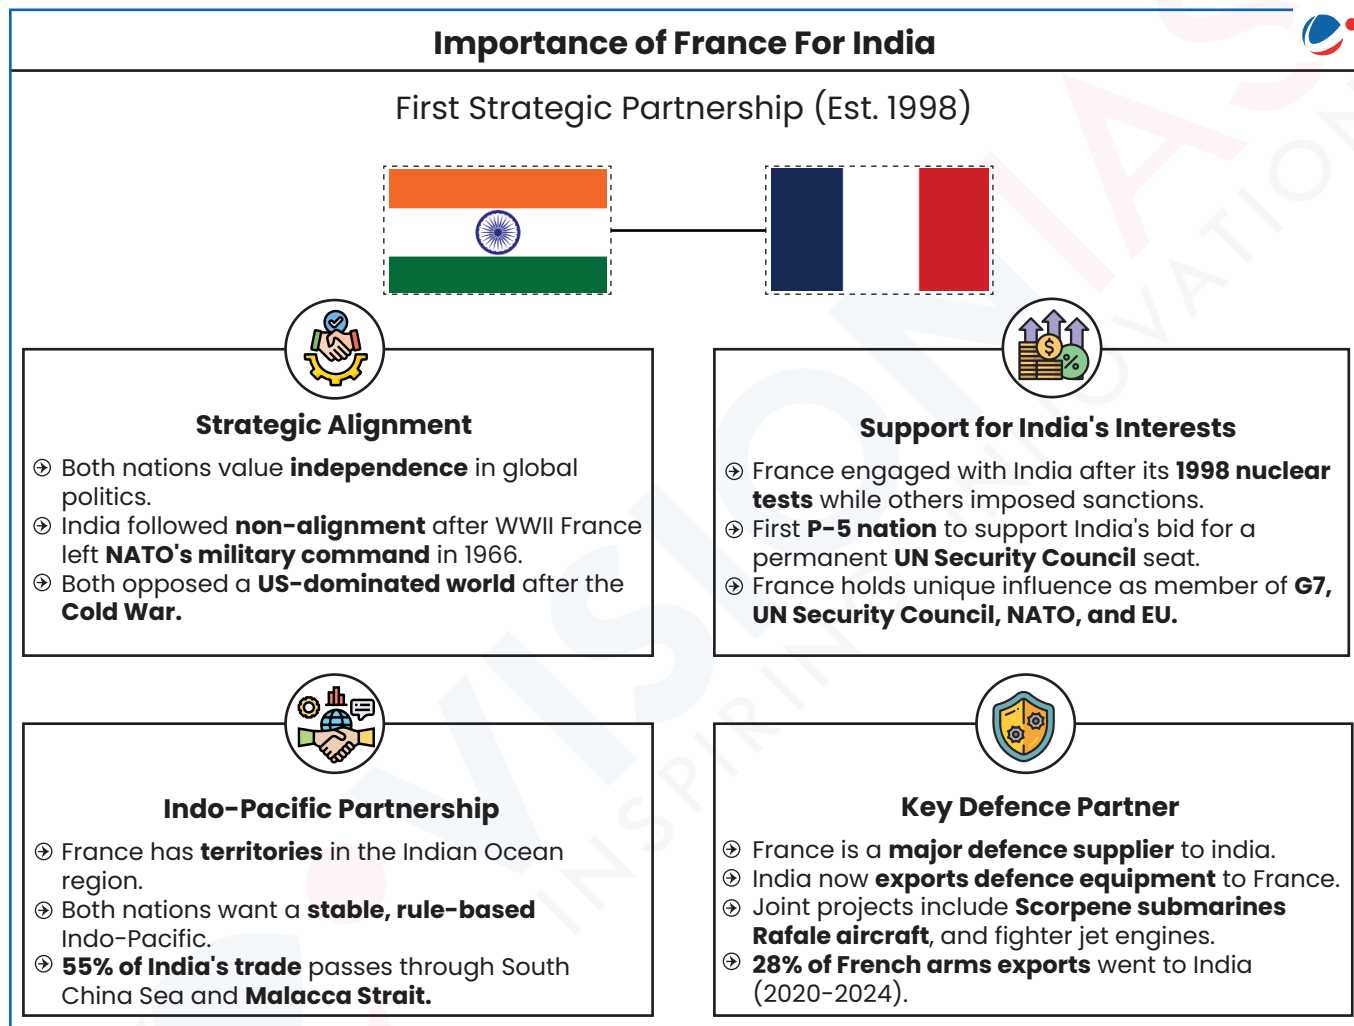 Importance of France For India
First Strategic Partnership (Est. 1998)
Strategic Alignment
Both nations value independence in global
politics.
India followed non-alignment after WWII France
left NATO's military command in 1966.
Both opposed a US-dominated world after the
Cold War.
Support for India's Interests
France engaged with India after its 1998 nuclear
tests while others imposed sanctions.
First P-5 nation to support India's bid for a
permanent UN Security Council seat.
France holds unique influence as member of G7,
UN Security Council, NATO, and EU.
Indo-Pacific Partnership
France has territories in the Indian Ocean
region.
Both nations want a stable, rule-based
Indo-Pacific.
55% of India's trade passes through South
China Sea and Malacca Strait.
Key Defence Partner
France is a major defence supplier to india.
India now exports defence equipment to France.
Joint projects include Scorpene submarines
Rafale aircraft, and fighter jet engines.
28% of French arms exports went to India
(2020-2024).
VISION IAS
INSPIRING INNOVATION